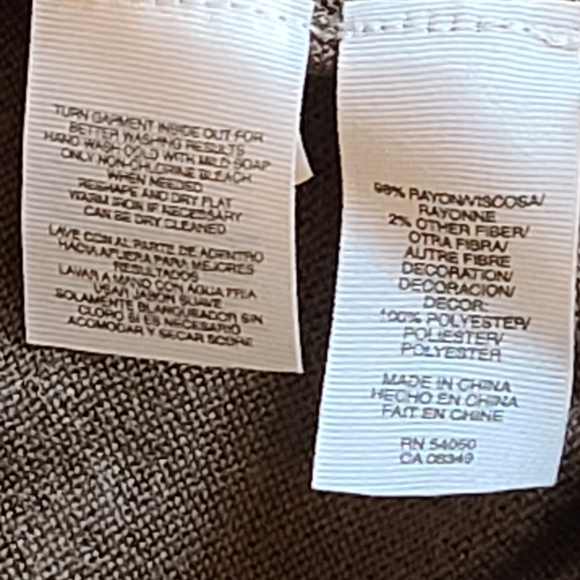 TURN GARMENT INSIDE OUT FOR
BETTER WASHING RESULTS
HAND WASH COLD WITH MILD SOAP
ONLY NON-CHLORINE BLEACH
WHEN NEEDED
RESHAPE AND DRY FLAT
WARM IRON IF NECESSARY
CAN BE DRY CLEANED
LAVE CON AL PARTE DE ADENTRO
HACIA AFUERA PARA MEJORES
RESULTADOS
LAVAR A MANO CON AGUA FRIA
USAR JABON SUAVE
SOLAMENTE BLANQUEADOR SIN
CLORO SI ES NECESARIO
ACOMODAR Y SECAR SOBRE
98% RAYON/VISCOSA/
RAYONNE
2% OTHER FIBER/
OTRA FIBRA/
AUTRE FIBRE
DECORATION/
DECORACION/
DECOR:
100% POLYESTER/
POLIESTER/
POLYESTER
MADE IN CHINA
HECHO EN CHINA
FAIT EN CHINE
RN 54050
CA 08349